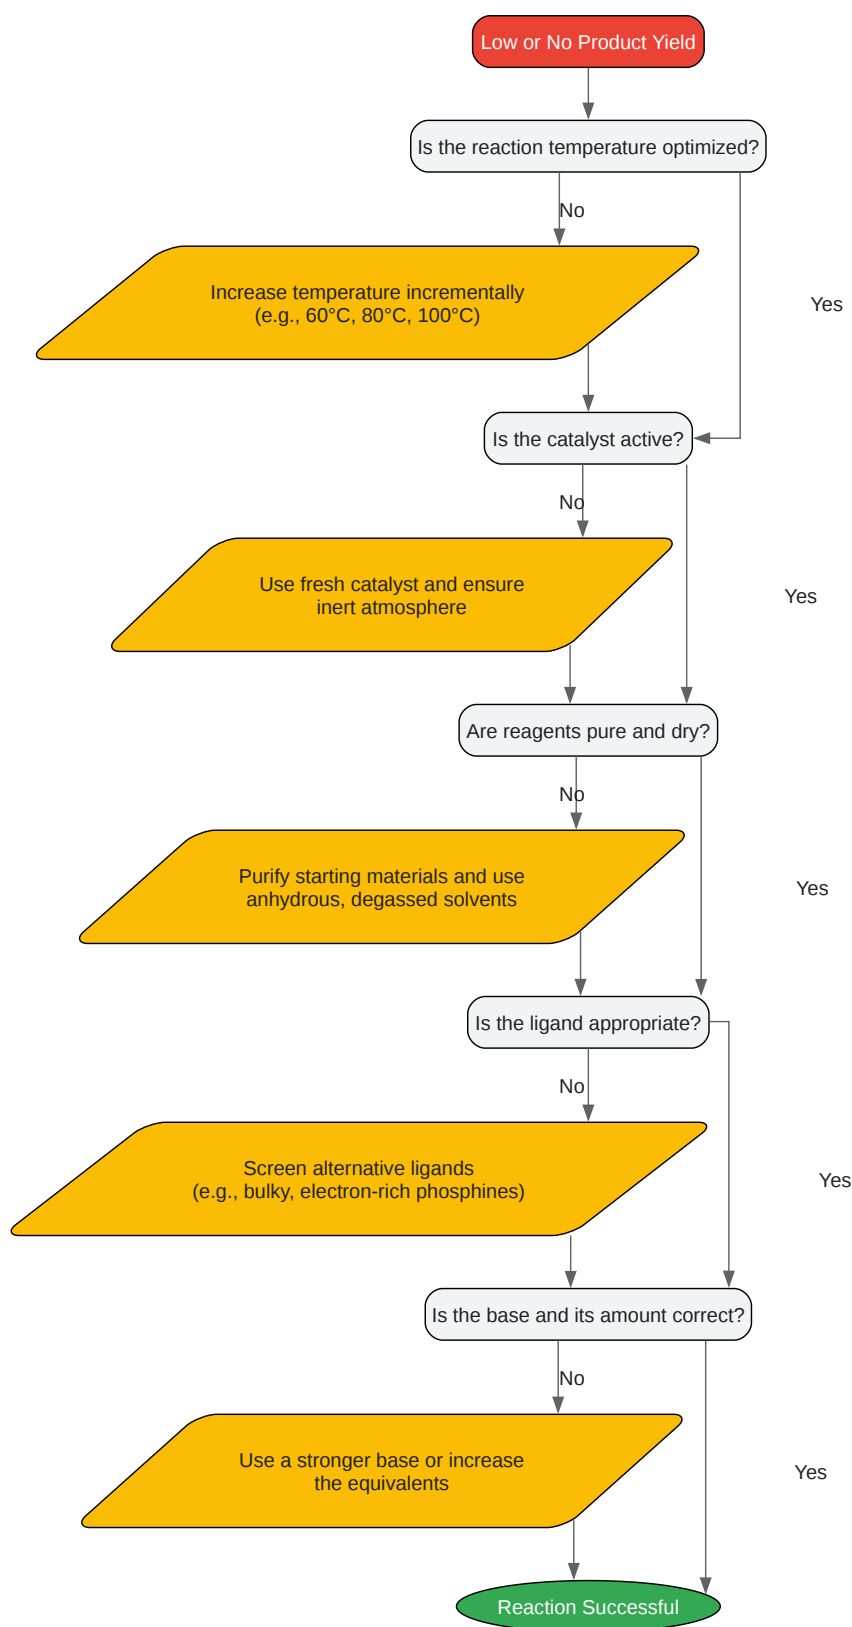 Low or No Product Yield
Is the reaction temperature optimized?
No
Increase temperature incrementally
(e.g., 60°C, 80°C, 100°C)
Yes
Is the catalyst active?
No
Use fresh catalyst and ensure
inert atmosphere
Yes
Are reagents pure and dry?
No
Purify starting materials and use
anhydrous, degassed solvents
Yes
Is the ligand appropriate?
No
Screen alternative ligands
(e.g., bulky, electron-rich phosphines)
Yes
Is the base and its amount correct?
No
Use a stronger base or increase
the equivalents
Yes
Reaction Successful